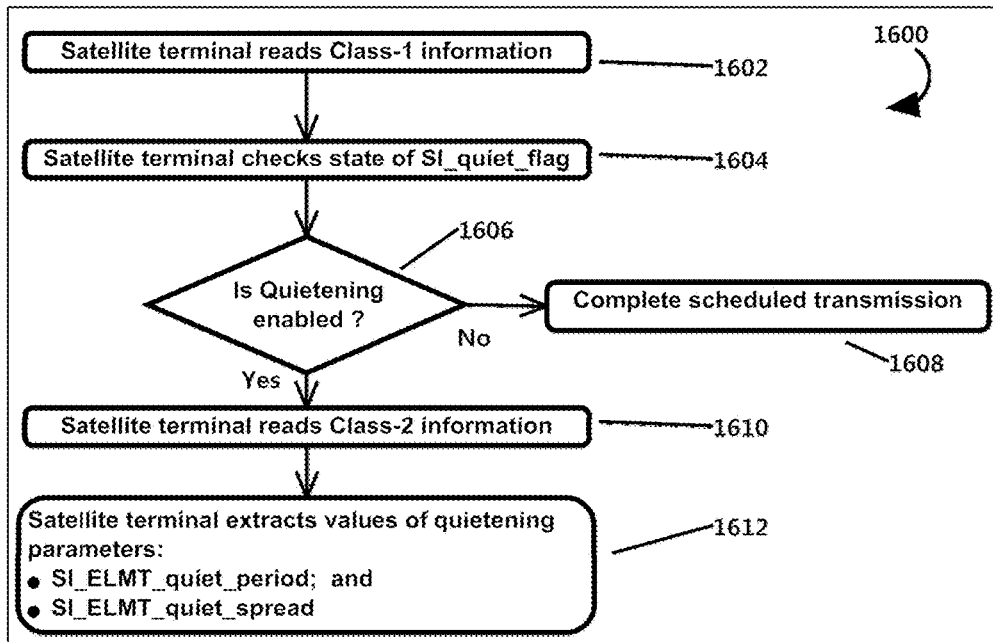 Satellite terminal reads Class-1 information
1600
1602
Satellite terminal checks state of SI_quiet_flag
1604
1606
Is Quietening
enabled ?
Complete scheduled transmission
No
1608
Yes
Satellite terminal reads Class-2 information
1610
Satellite terminal extracts values of quietening
parameters:
● SI_ELMT_quiet_period; and
● SI_ELMT_quiet_spread
1612